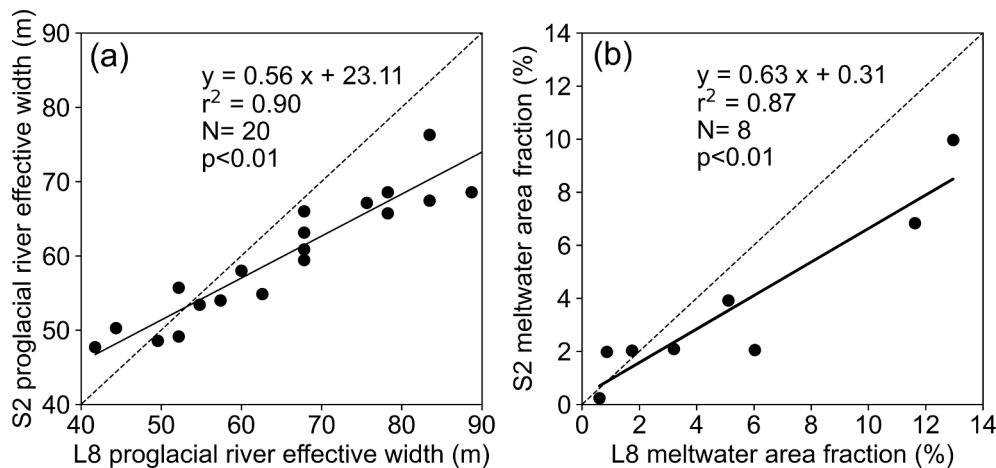 (a)
y = 0.56 x + 23.11
r² = 0.90
N= 20
p<0.01
S2 proglacial river effective width (m)
90
80
70
60
50
40
40 50 60 70 80 90
L8 proglacial river effective width (m)
(b)
y = 0.63 x + 0.31
r² = 0.87
N= 8
p<0.01
S2 meltwater area fraction (%)
14
12
10
8
6
4
2
0
0 2 4 6 8 10 12 14
L8 meltwater area fraction (%)